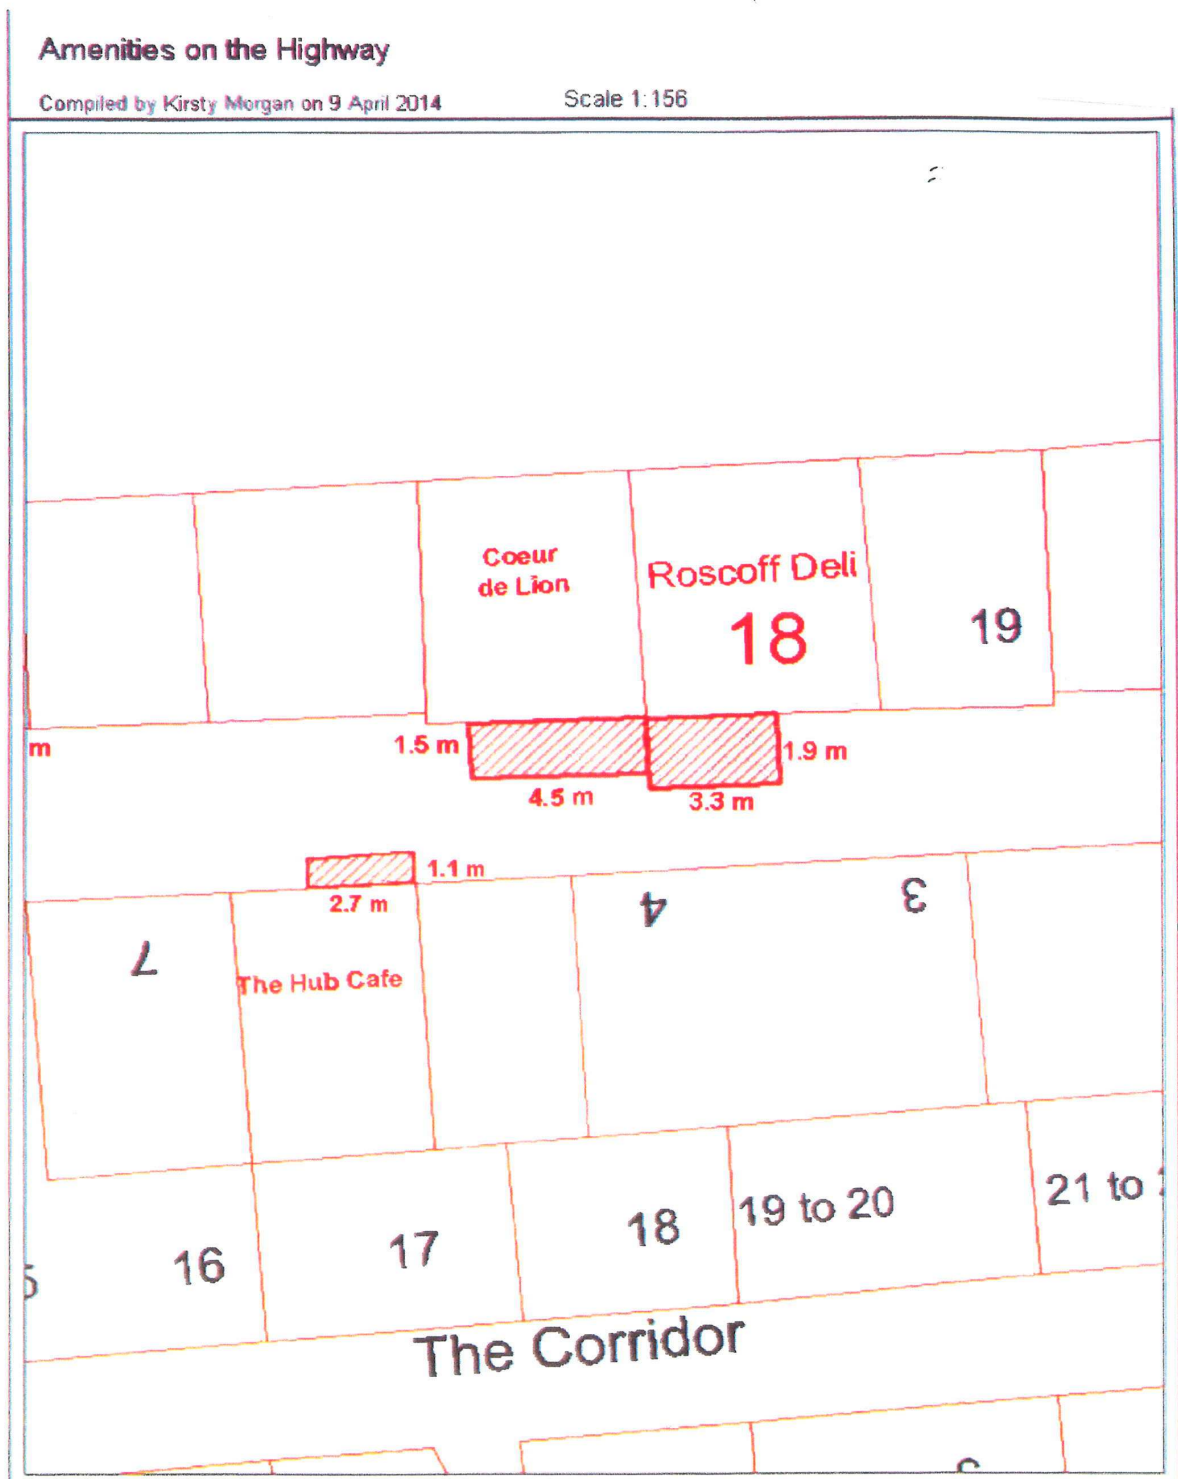 Amenities on the Highway
Compiled by Kirsty Morgan on 9 April 2014
Scale 1:156
Coeur
de Lion
Roscoff Deli
18
19
m
1.5 m
1.9 m
4.5 m
3.3 m
1.1 m
2.7 m
4
3
7
The Hub Cafe
16
17
18
19 to 20
21 to
The Corridor